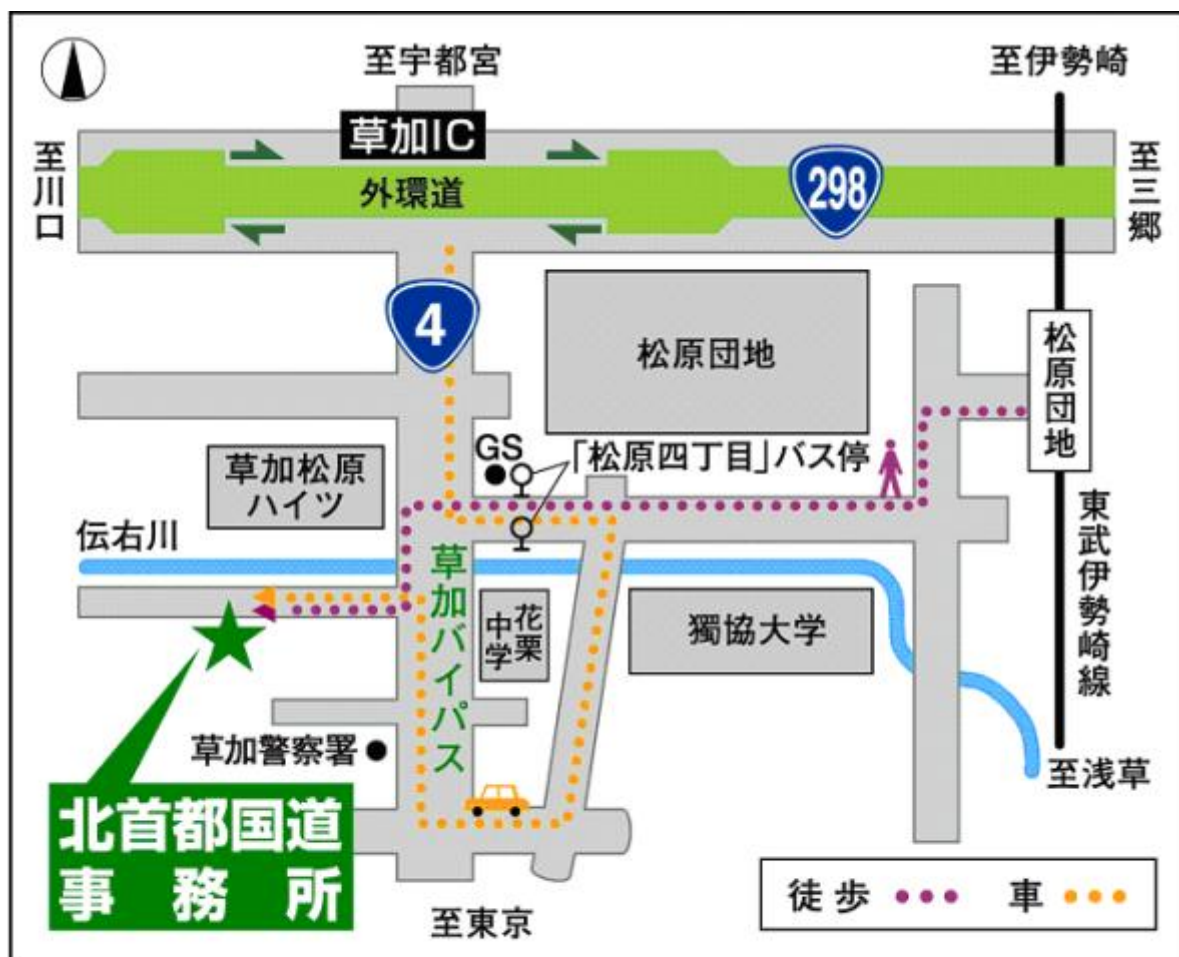 至宇都宮
至伊勢崎
草加IC
至川口
外環道
298
至三郷
4
松原団地
松原団地
GS
「松原四丁目」バス停
草加松原
ハイツ
伝右川
草加バイパス
花栗
中学
獨協大学
東武伊勢崎線
草加警察署
至浅草
北首都国道
事務所
至東京
徒歩
車